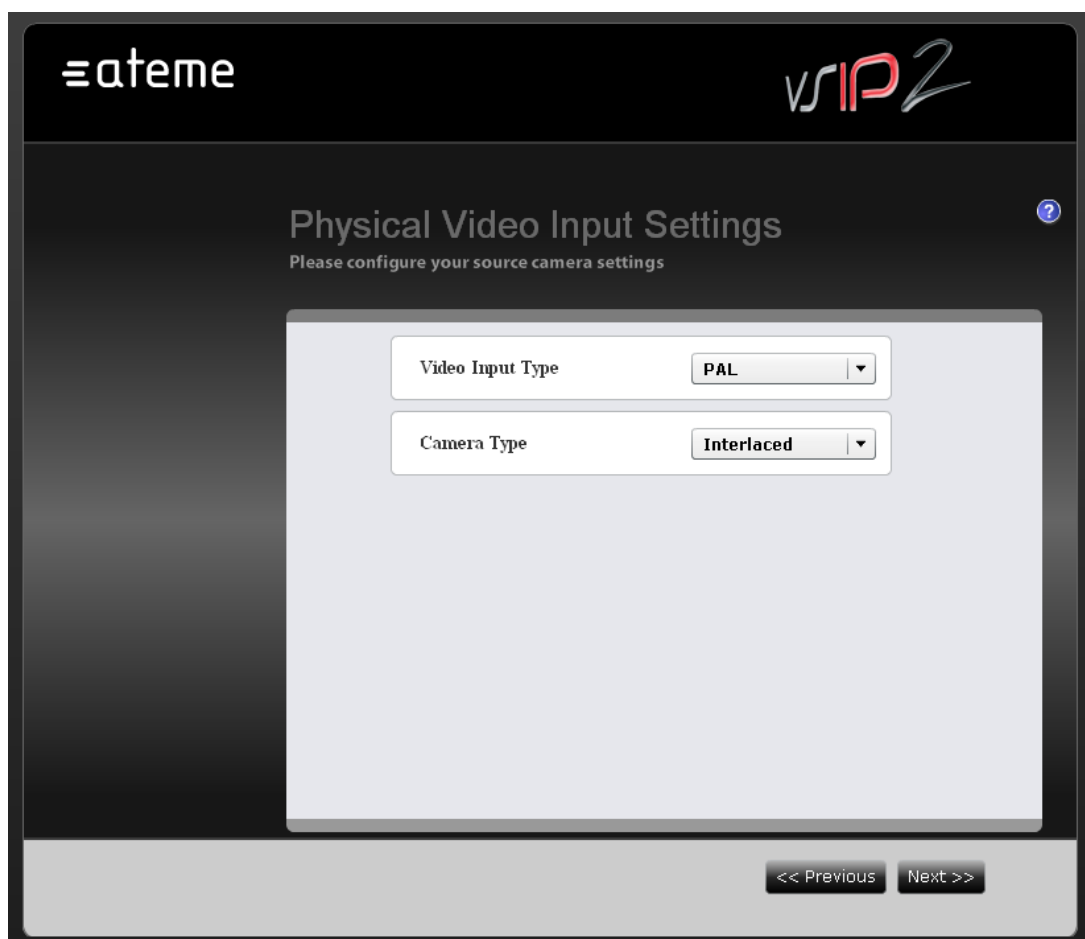 ateme
vsIP2
Physical Video Input Settings
?
Please configure your source camera settings
Video Input Type
PAL
Camera Type
Interlaced
<< Previous
Next >>